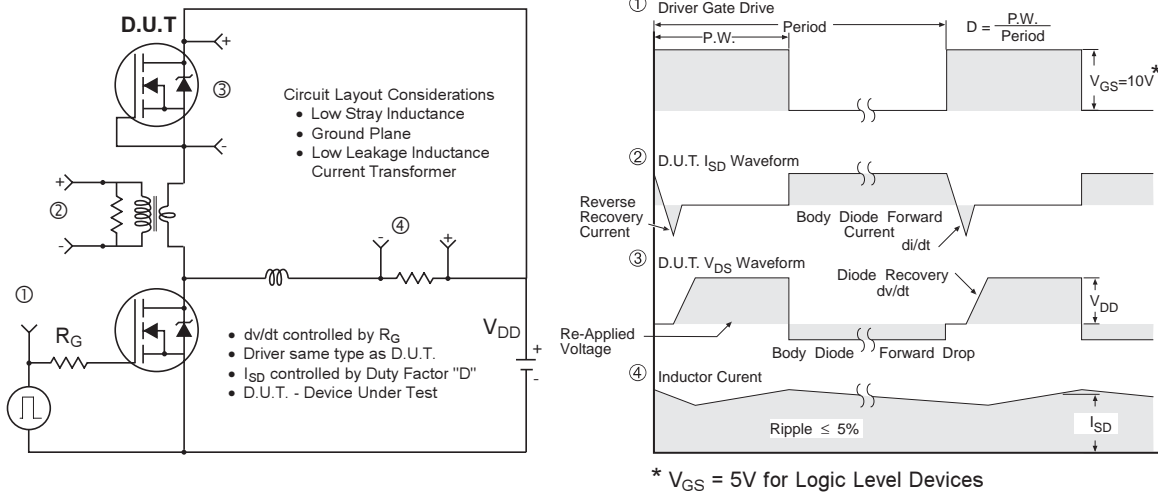 D.U.T
+
③
-
Circuit Layout Considerations
• Low Stray Inductance
• Ground Plane
• Low Leakage Inductance
Current Transformer
+
②
-
④
- +
①
R_G
V_DD
+
-
• dv/dt controlled by R_G
• Driver same type as D.U.T.
• I_SD controlled by Duty Factor "D"
• D.U.T. - Device Under Test
① Driver Gate Drive
Period
P.W.
D = P.W.
Period
V_GS=10V*
② D.U.T. I_SD Waveform
Reverse
Recovery
Current
Body Diode Forward
Current
di/dt
③ D.U.T. V_DS Waveform
Diode Recovery
dv/dt
V_DD
Re-Applied
Voltage
Body Diode Forward Drop
④ Inductor Curent
I_SD
Ripple ≤ 5%
* V_GS = 5V for Logic Level Devices